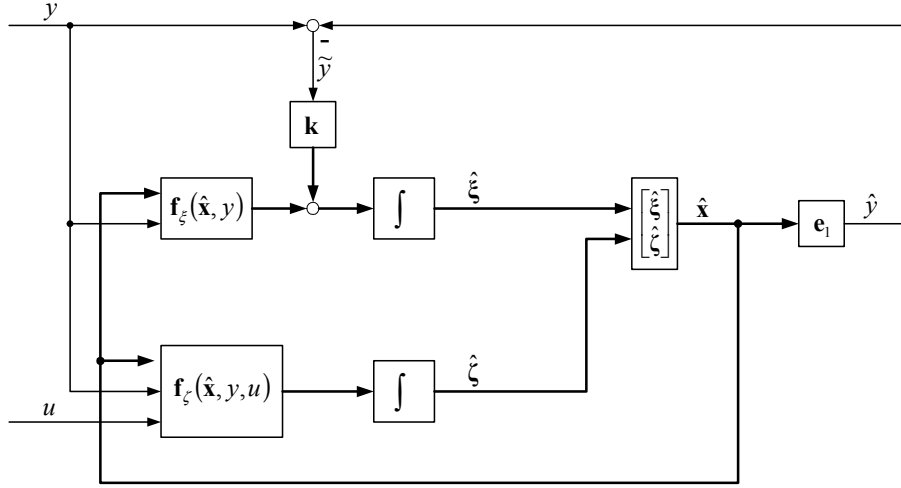 y
-
ỹ
k
f_ξ(x̂, y)
∫
ξ̂
[ξ̂
ζ̂]
x̂
e₁
ŷ
f_ζ(x̂, y, u)
∫
ζ̂
u